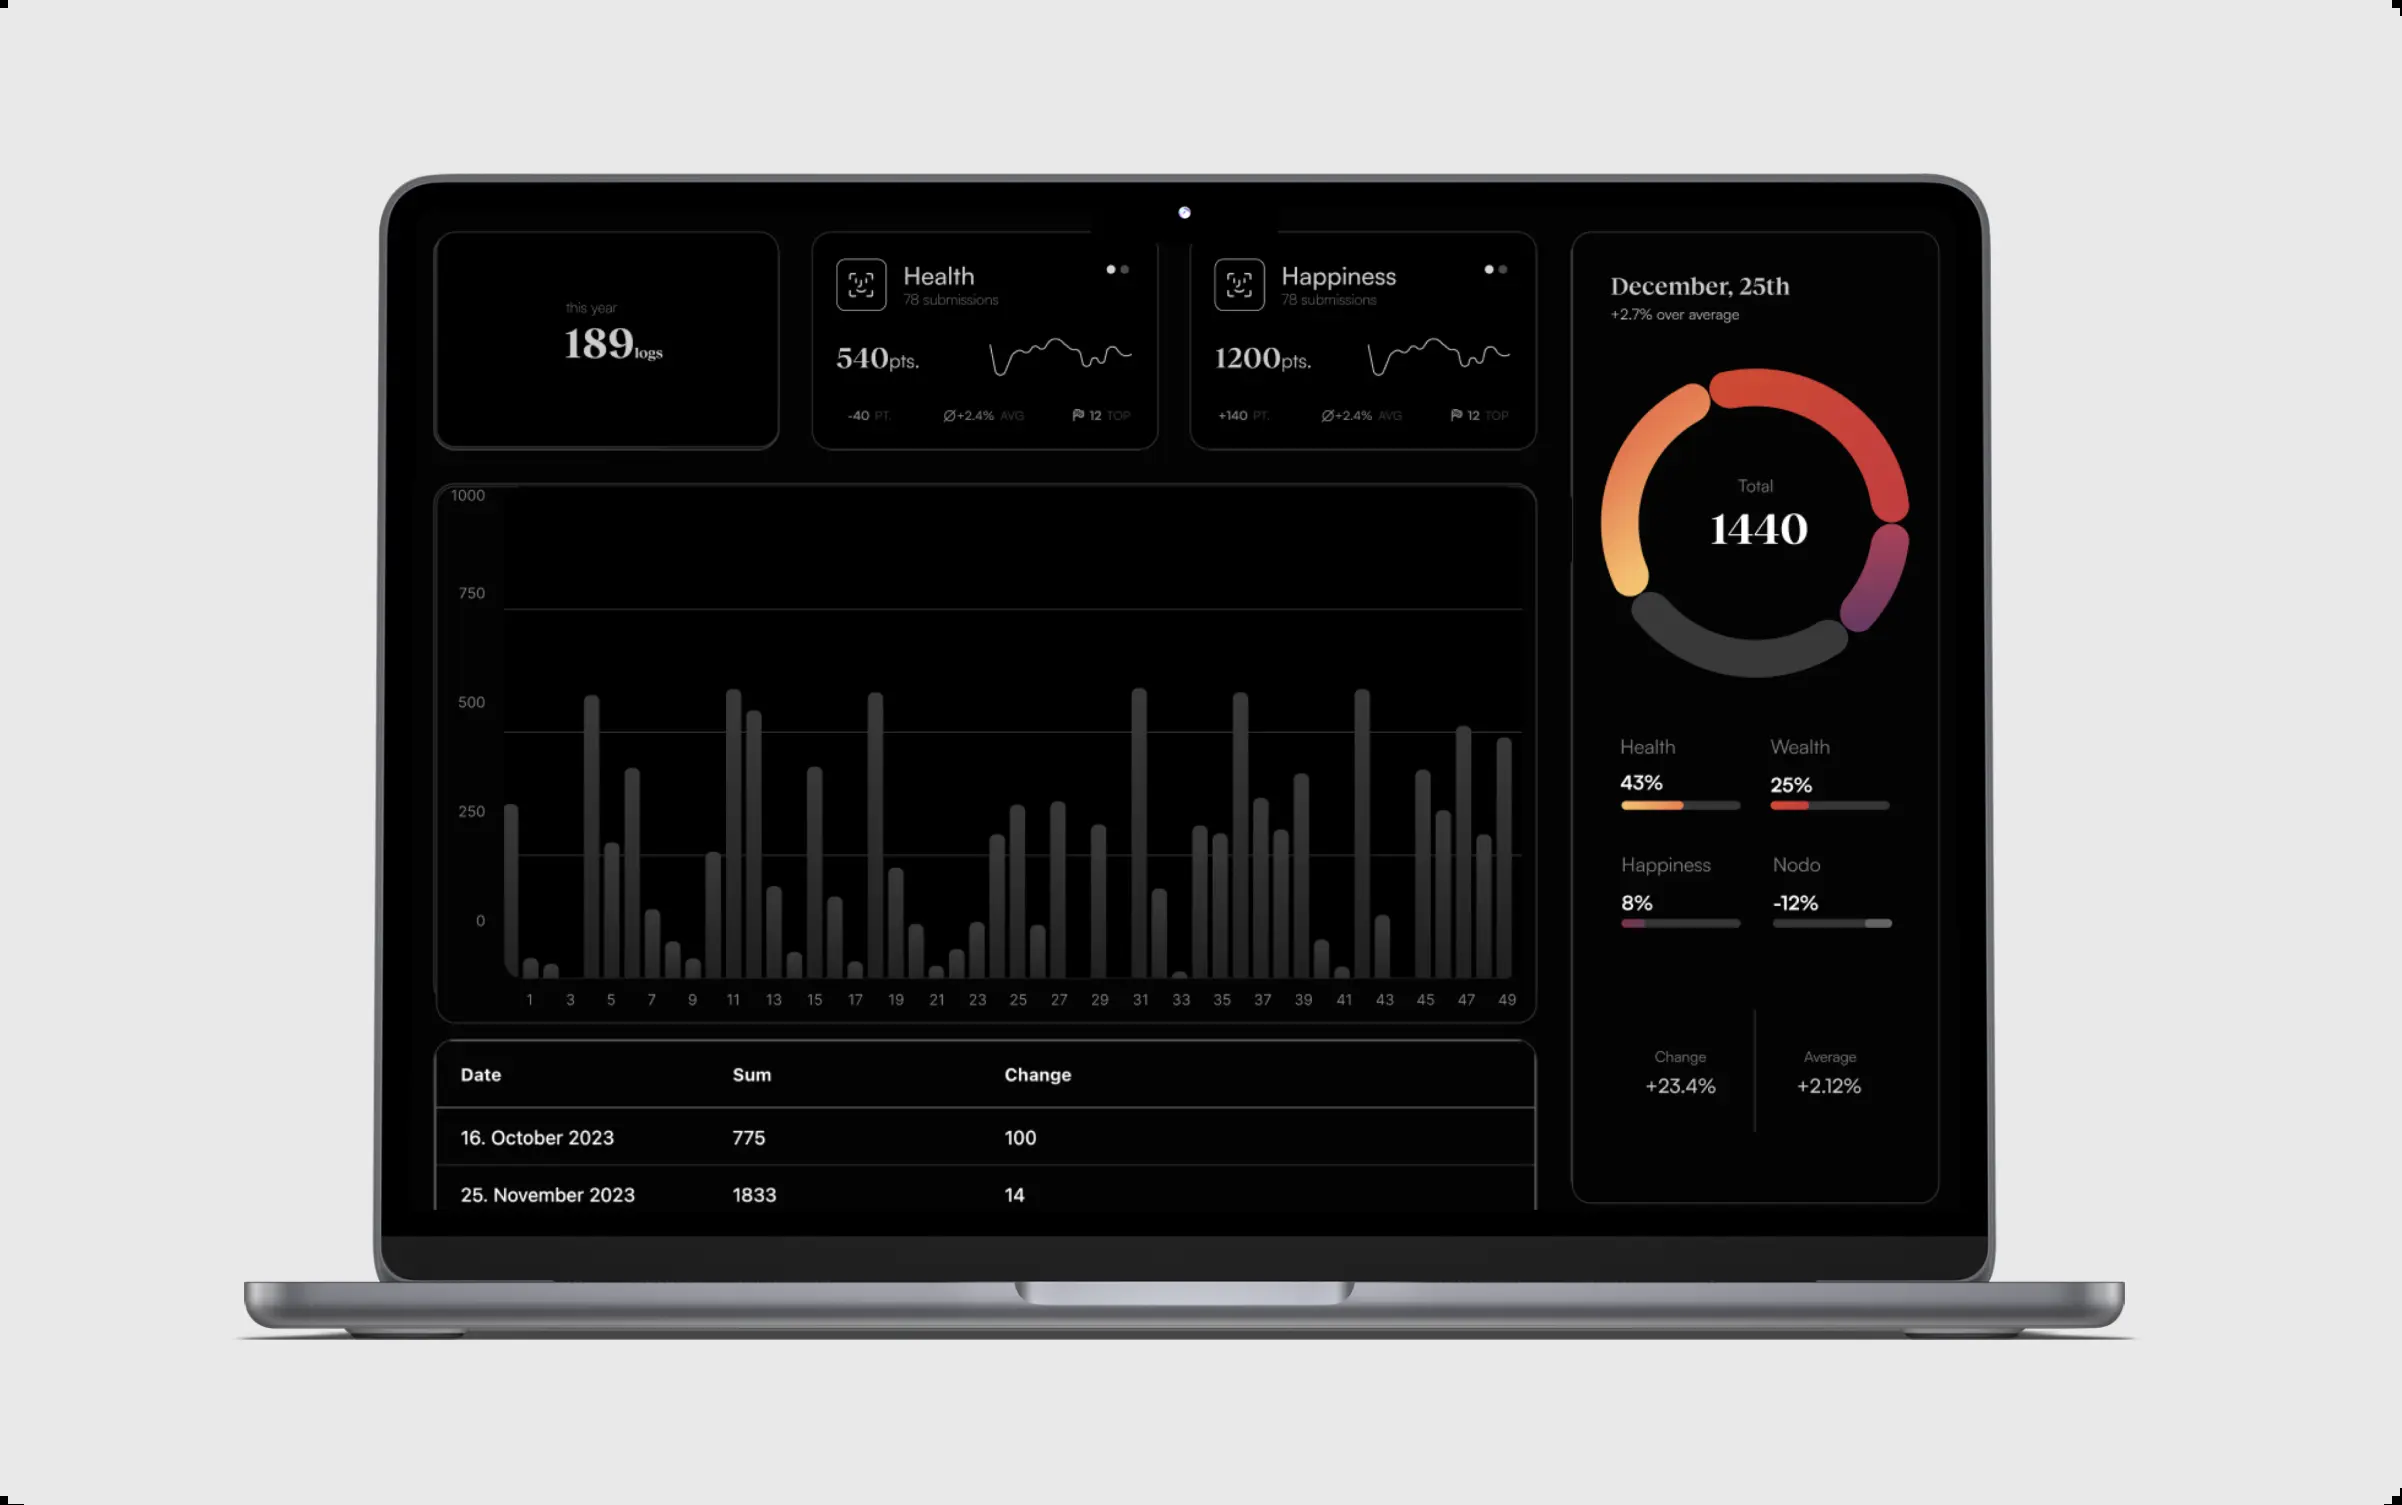 this year
189logs
Health
78 submissions
540pts.
-40 PT.
Ø+2.4% AVG
12 TOP
Happiness
78 submissions
1200pts.
+140 PT.
Ø+2.4% AVG
12 TOP
1000
750
500
250
0
1 3 5 7 9 11 13 15 17 19 21 23 25 27 29 31 33 35 37 39 41 43 45 47 49
Date Sum Change
16. October 2023 775 100
25. November 2023 1833 14
December, 25th
+2.7% over average
Total
1440
Health Wealth
43% 25%
Happiness Nodo
8% -12%
Change Average
+23.4% +2.12%